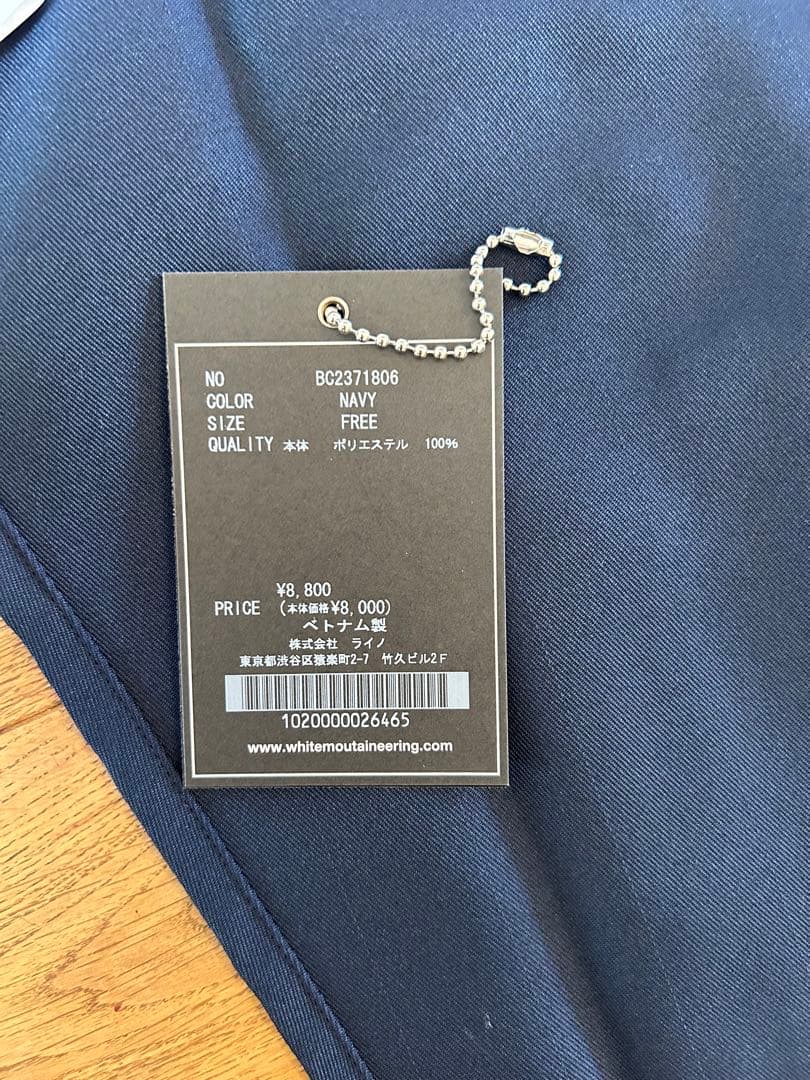 NO BC2371806
COLOR NAVY
SIZE FREE
QUALITY 本体 ポリエステル 100%
¥8,800
PRICE (本体価格¥8,000)
ベトナム製
株式会社 ライノ
東京都渋谷区猿楽町2-7 竹久ビル2F
1020000026465
www.whitemoutaineering.com